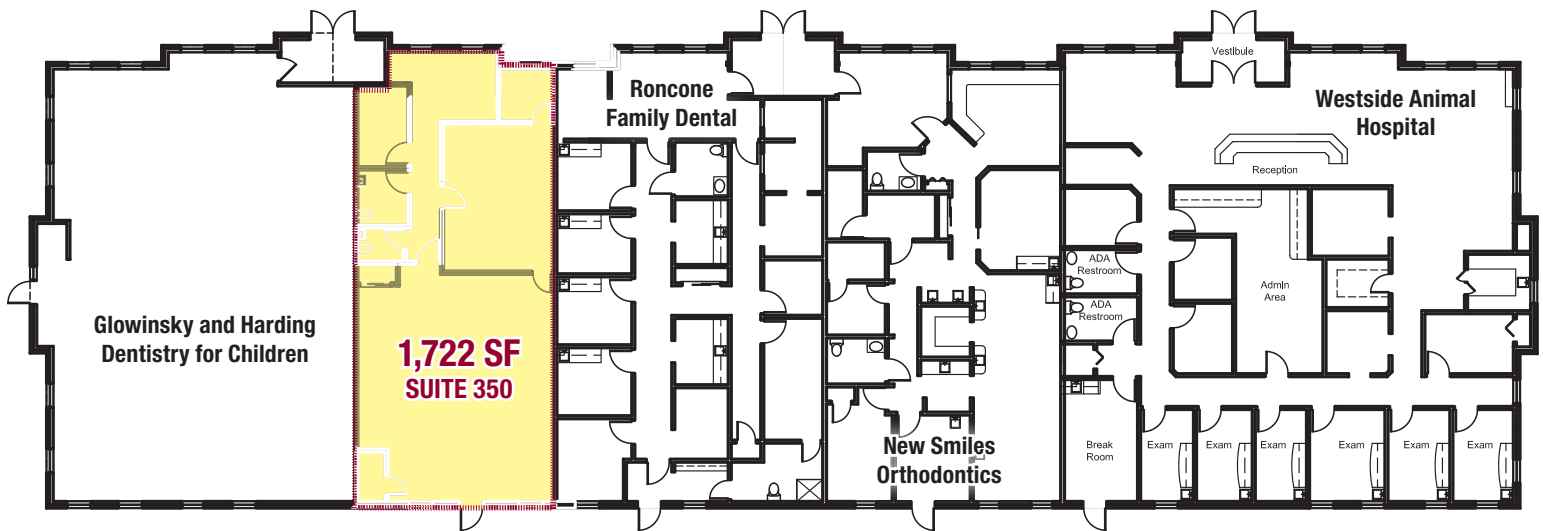 Glowinsky and Harding
Dentistry for Children
1,722 SF
SUITE 350
Roncone
Family Dental
New Smiles
Orthodontics
Vestibule
Westside Animal
Hospital
Reception
ADA
Restroom
ADA
Restroom
Admin
Area
Break
Room
Exam
Exam
Exam
Exam
Exam
Exam